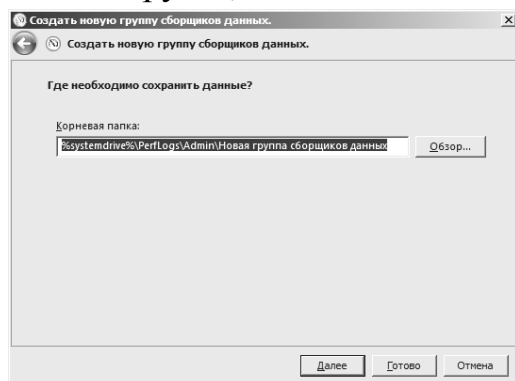 Создать новую группу сборщиков данных.
Создать новую группу сборщиков данных.
Где необходимо сохранить данные?
Корневая папка:
%systemdrive%\PerfLogs\Admin\Новая группа сборщиков данных
Обзор...
Далее Готово Отмена